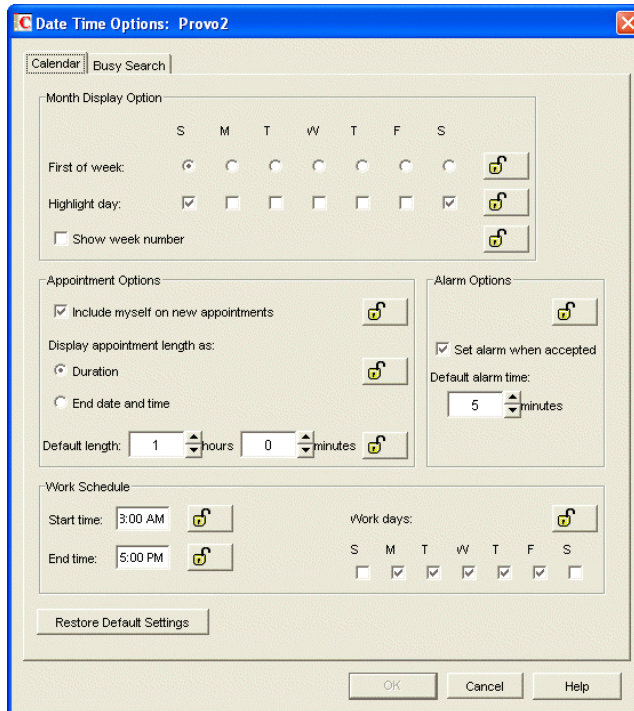 Date Time Options: Provo2
Calendar
Busy Search
Month Display Option
S M T W T F S
First of week:
Highlight day:
Show week number
Appointment Options
Include myself on new appointments
Display appointment length as:
Duration
End date and time
Default length: 1 hours 0 minutes
Alarm Options
Set alarm when accepted
Default alarm time:
5 minutes
Work Schedule
Start time: 8:00 AM
End time: 5:00 PM
Work days:
S M T W T F S
Restore Default Settings
OK Cancel Help